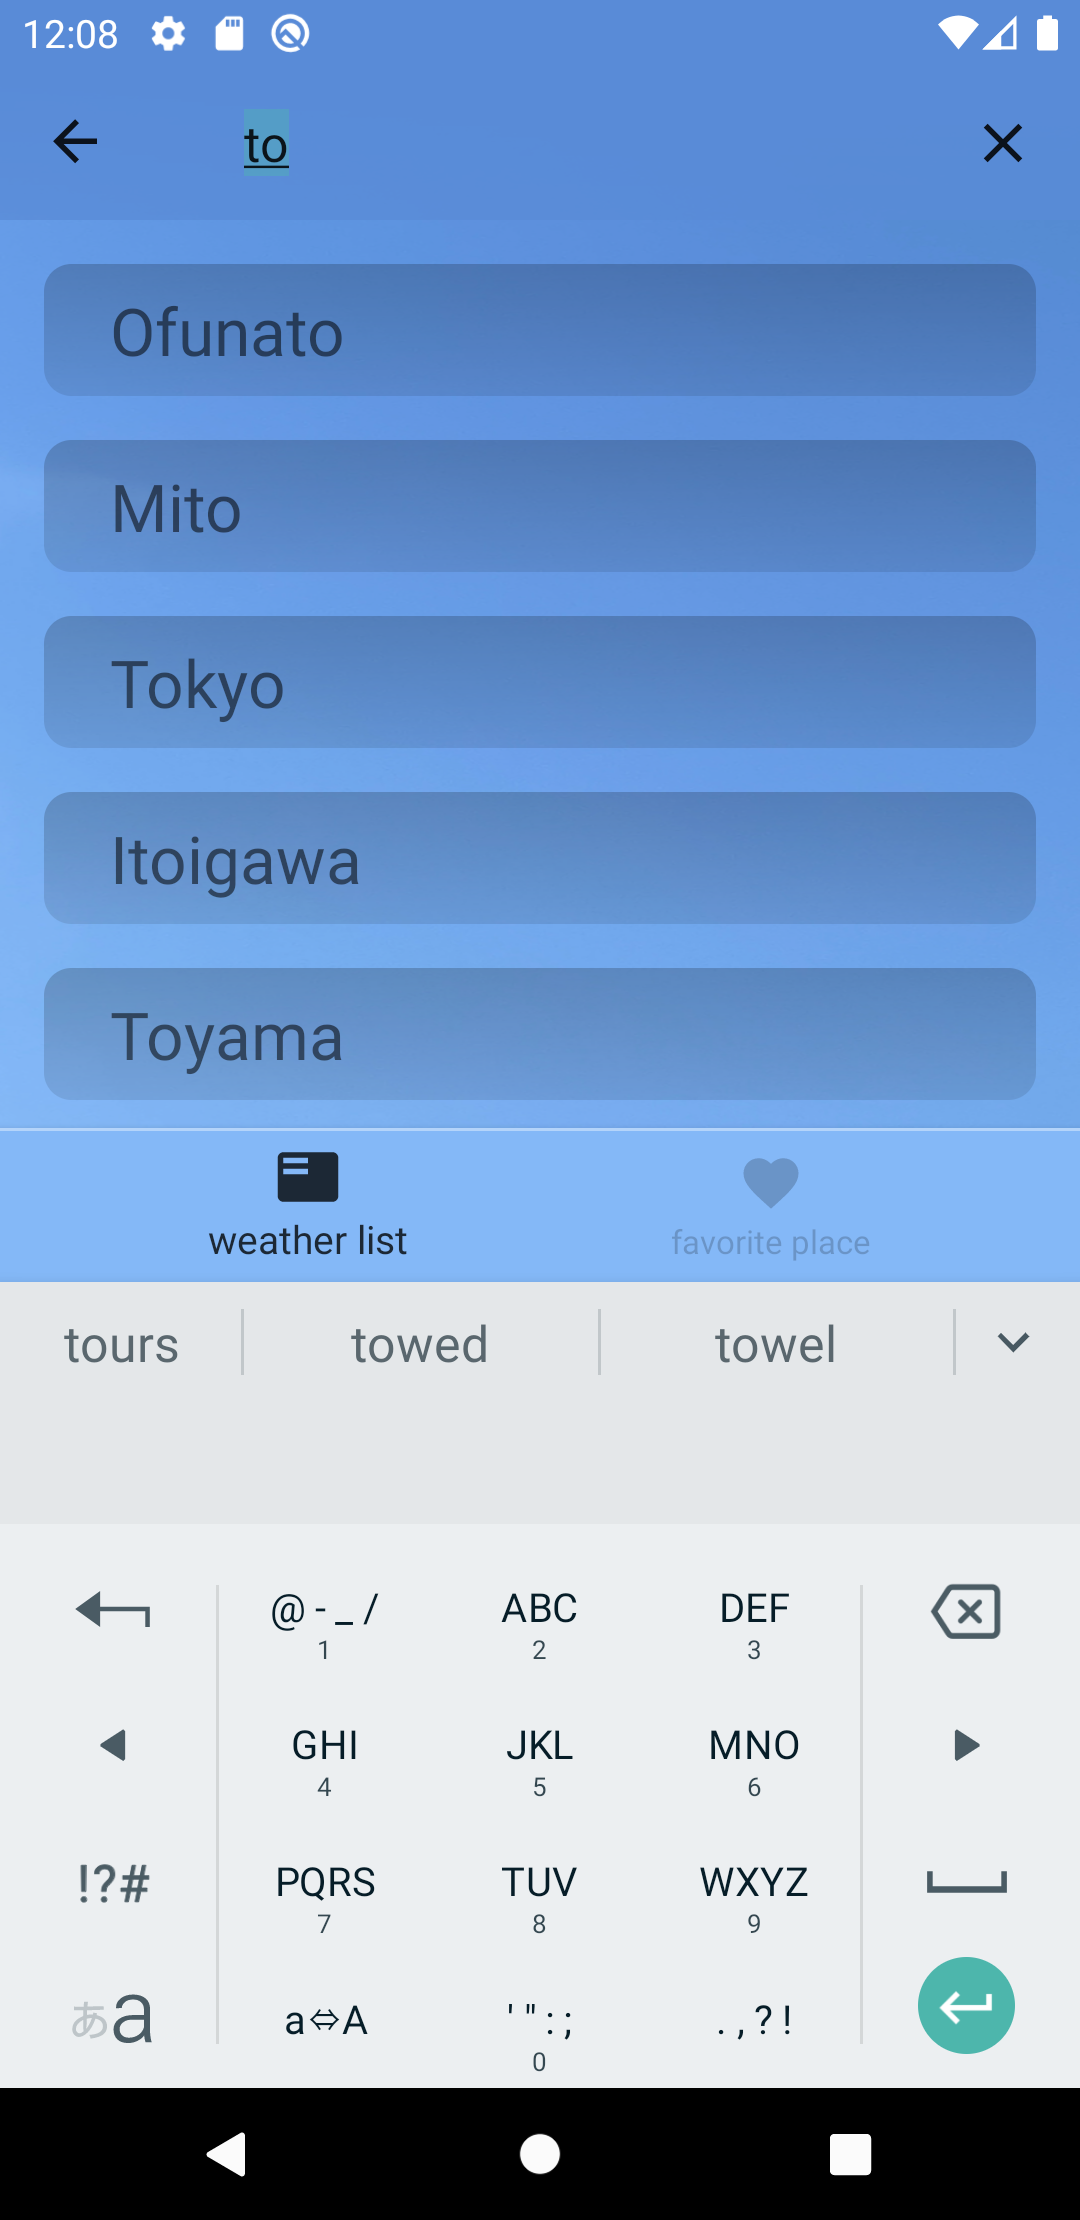 12:08
to
Ofunato
Mito
Tokyo
Itoigawa
Toyama
weather list
favorite place
tours towed towel
@ - _ / ABC DEF
1 2 3
GHI JKL MNO
4 5 6
!?# PQRS TUV WXYZ
7 8 9
あa a⇔A ' " : ; . , ? !
0